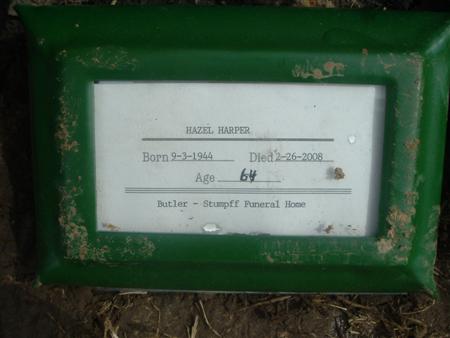 HAZEL HARPER
Born 9-3-1944 Died 2-26-2008
Age 64
Butler - Stumpff Funeral Home